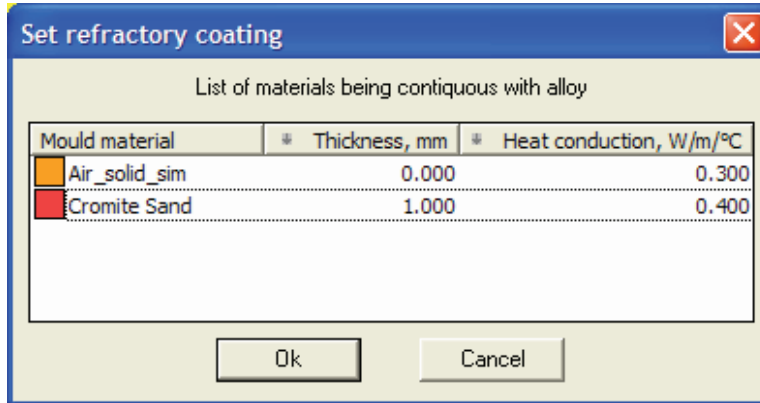 Set refractory coating
List of materials being contiquous with alloy
Mould material Thickness, mm Heat conduction, W/m/ºC
Air_solid_sim 0.000 0.300
Cromite Sand 1.000 0.400
Ok Cancel